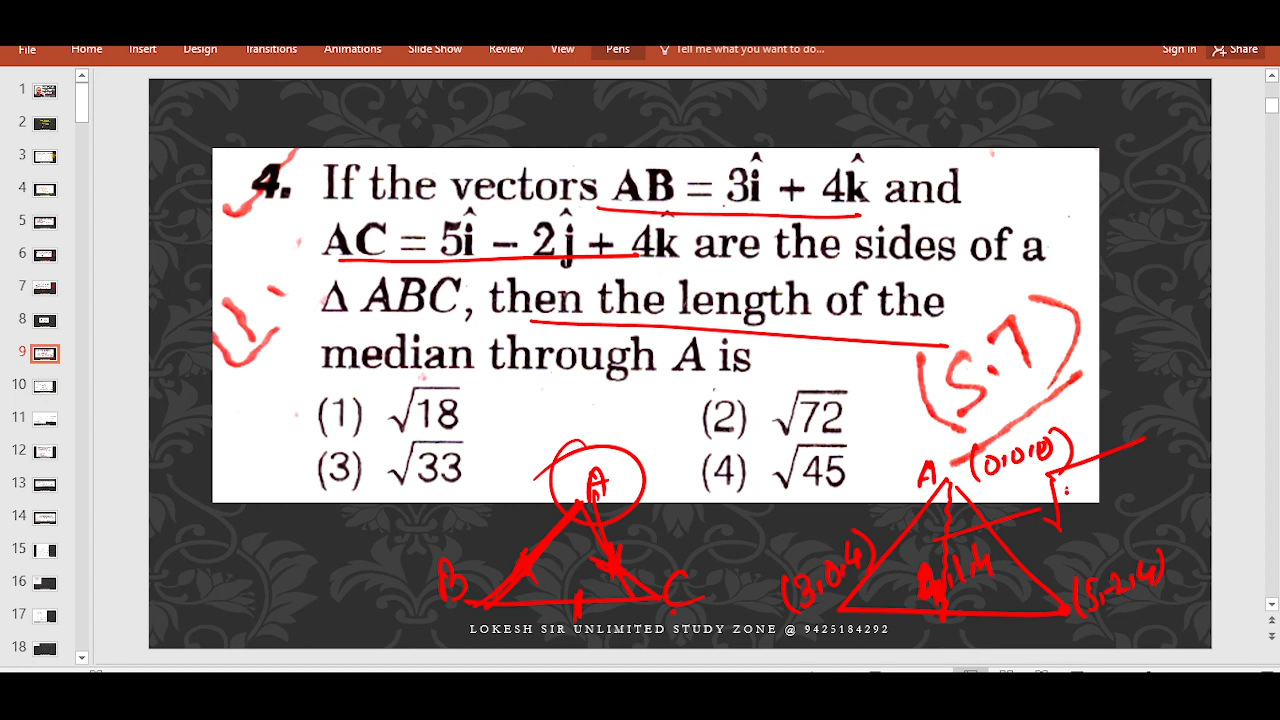 File Home Insert Design Transitions Animations Slide Show Review View Pens Tell me what you want to do... Sign in Share
1
2
3
4
5
6
7
8
9
10
11
12
13
14
15
16
17
18
4. If the vectors AB = 3î + 4k̂ and
AC = 5î − 2ĵ + 4k̂ are the sides of a
Δ ABC, then the length of the
median through A is
(1) √18 (2) √72
(3) √33 (4) √45
(5.7)
A
B C
A (0,0,0)
(3,0,4)
(5,-2,4)
LOKESH SIR UNLIMITED STUDY ZONE @ 9425184292